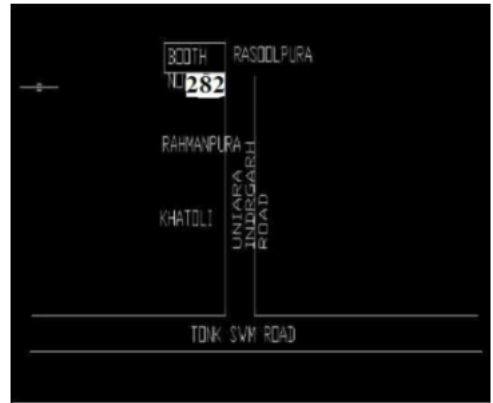 BOOTH RASOOLPURA
NO 282
RAHMANPURA
KHATOLI
UNIARA
INDRGARH
ROAD
TONK SWM ROAD